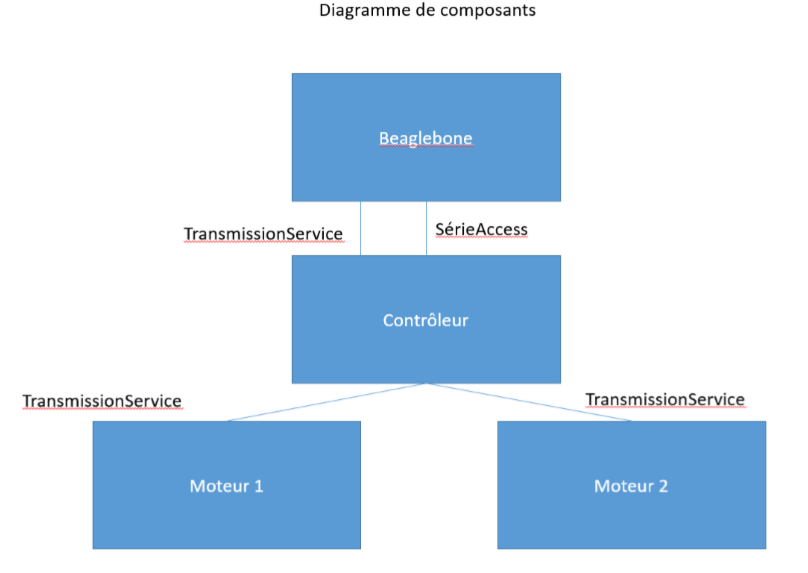 Diagramme de composants
Beaglebone
TransmissionService
SérieAccess
Contrôleur
TransmissionService
TransmissionService
Moteur 1
Moteur 2